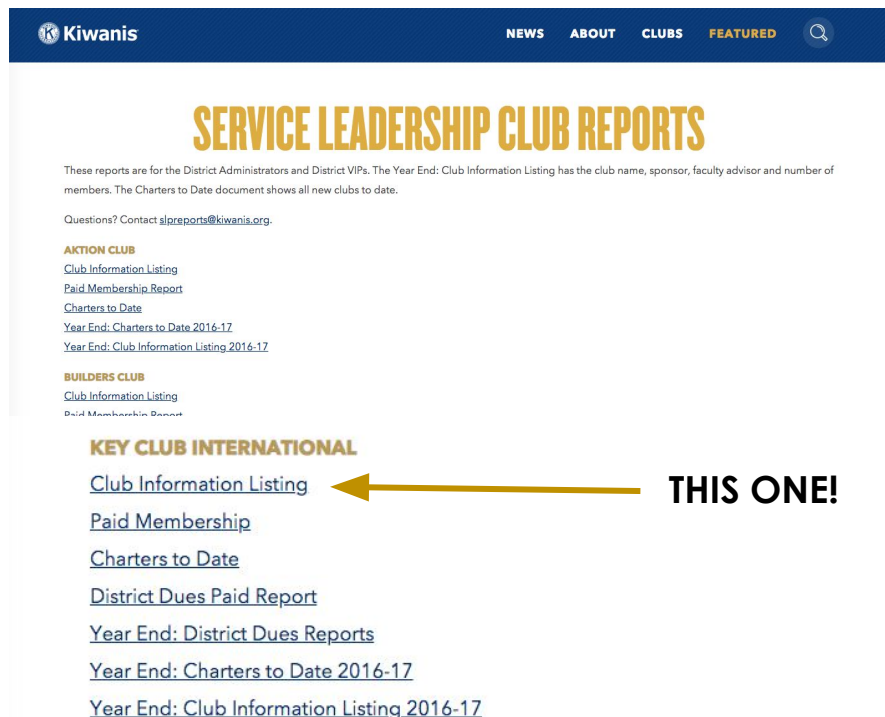 Kiwanis
NEWS ABOUT CLUBS FEATURED
SERVICE LEADERSHIP CLUB REPORTS
These reports are for the District Administrators and District VIPs. The Year End: Club Information Listing has the club name, sponsor, faculty advisor and number of
members. The Charters to Date document shows all new clubs to date.
Questions? Contact slpreports@kiwanis.org.
AKTION CLUB
Club Information Listing
Paid Membership Report
Charters to Date
Year End: Charters to Date 2016-17
Year End: Club Information Listing 2016-17
BUILDERS CLUB
Club Information Listing
Paid Membership Report
KEY CLUB INTERNATIONAL
Club Information Listing
THIS ONE!
Paid Membership
Charters to Date
District Dues Paid Report
Year End: District Dues Reports
Year End: Charters to Date 2016-17
Year End: Club Information Listing 2016-17